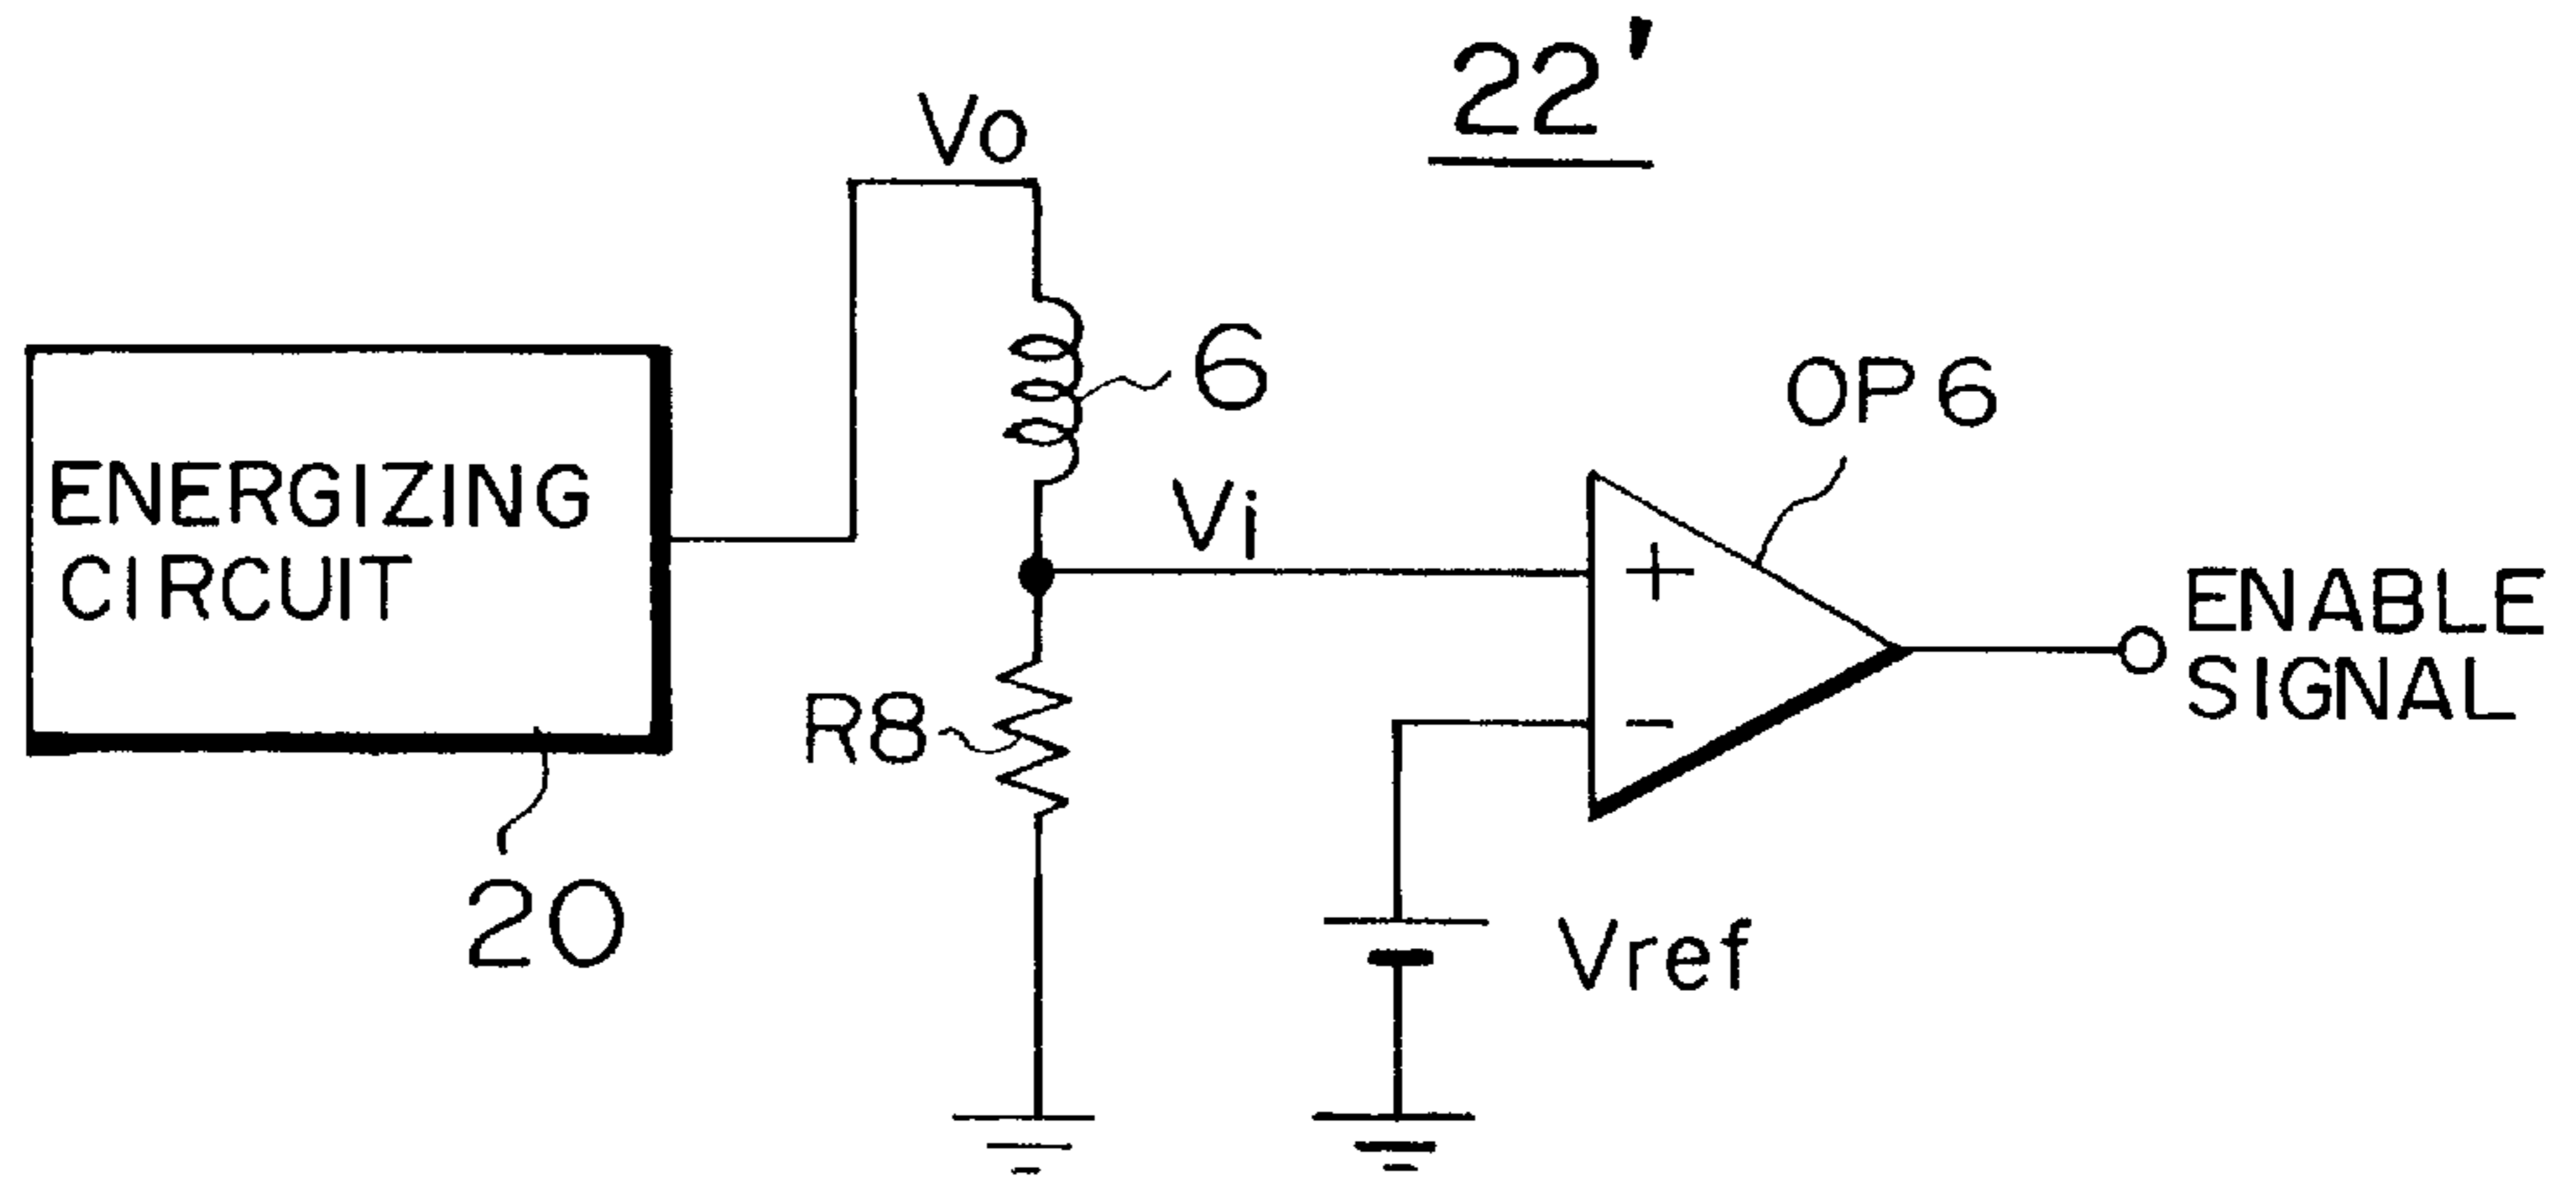 22'
Vo
6
OP6
ENERGIZING
CIRCUIT
Vi
+
ENABLE
SIGNAL
R8
−
20
Vref